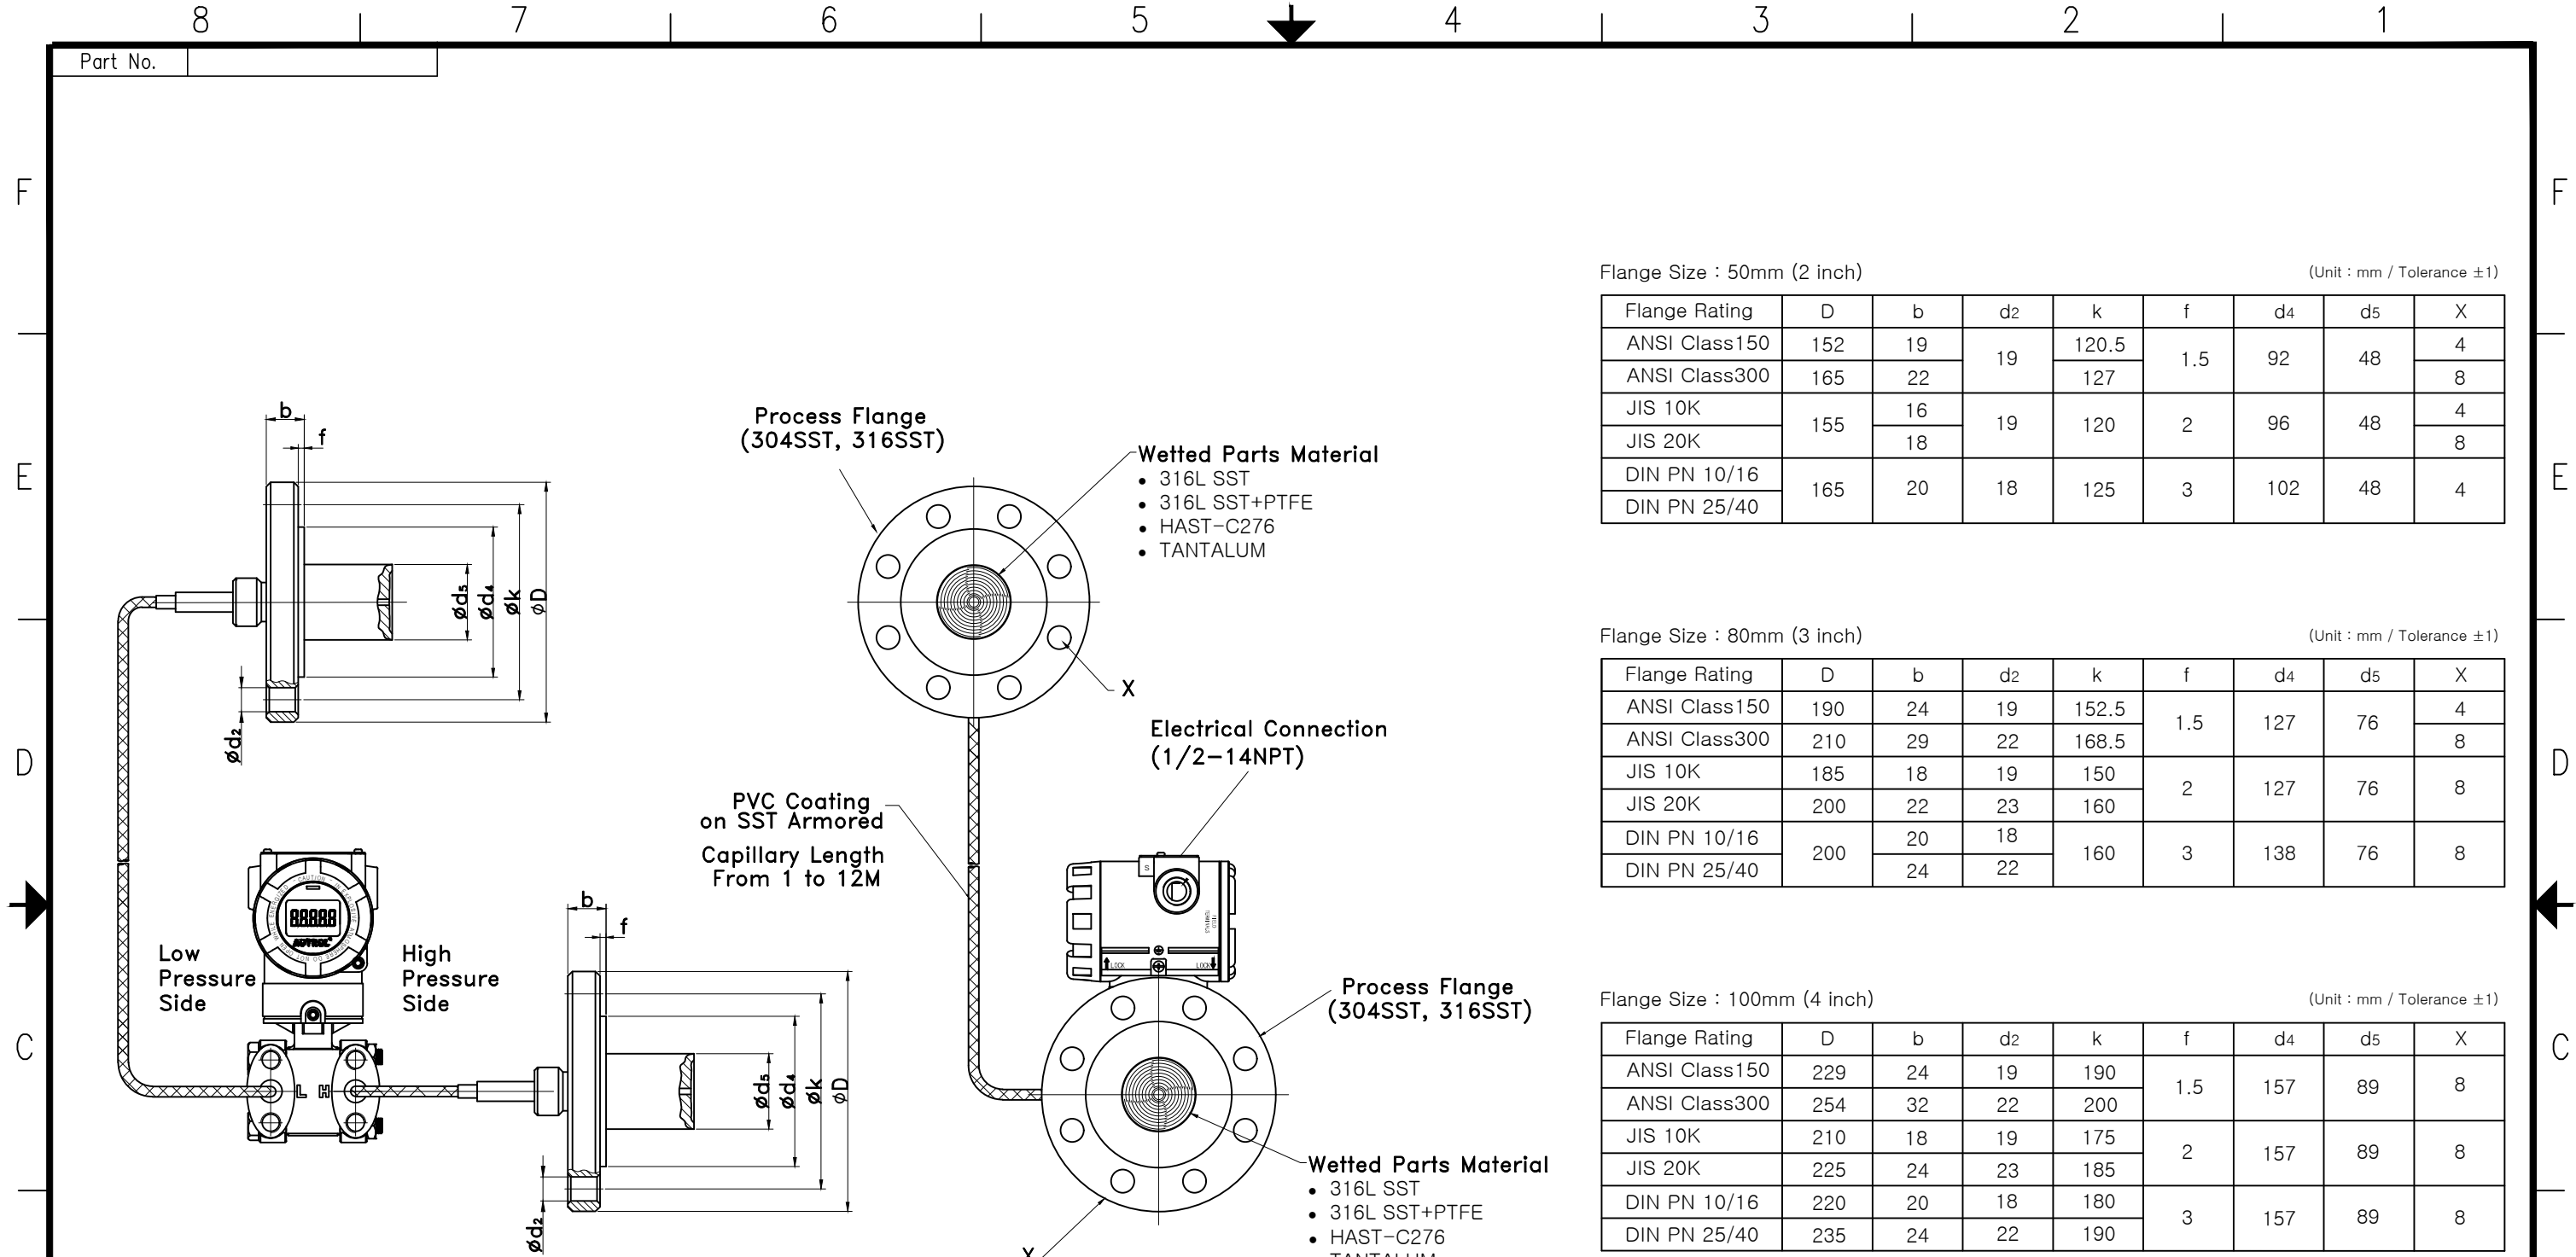 8 7 6 5 4 3 2 1
Part No.
F F
E E
D D
C C
b
f
ød5
ød4
øk
øD
ød2
Process Flange
(304SST, 316SST)
Wetted Parts Material
• 316L SST
• 316L SST+PTFE
• HAST-C276
• TANTALUM
X
Electrical Connection
(1/2-14NPT)
PVC Coating
on SST Armored
Capillary Length
From 1 to 12M
Low
Pressure
Side
High
Pressure
Side
88888
AUTROL
L H
b
f
ød5
ød4
øk
øD
ød2
S
LOCK LOCK
Process Flange
(304SST, 316SST)
Wetted Parts Material
• 316L SST
• 316L SST+PTFE
• HAST-C276
TANTALUM
X
Flange Size : 50mm (2 inch) (Unit : mm / Tolerance ±1)
Flange Rating D b d2 k f d4 d5 X
ANSI Class150 152 19 19 120.5 1.5 92 48 4
ANSI Class300 165 22 127 8
JIS 10K 155 16 19 120 2 96 48 4
JIS 20K 18 8
DIN PN 10/16 165 20 18 125 3 102 48 4
DIN PN 25/40
Flange Size : 80mm (3 inch) (Unit : mm / Tolerance ±1)
Flange Rating D b d2 k f d4 d5 X
ANSI Class150 190 24 19 152.5 1.5 127 76 4
ANSI Class300 210 29 22 168.5 8
JIS 10K 185 18 19 150 2 127 76 8
JIS 20K 200 22 23 160
DIN PN 10/16 200 20 18 160 3 138 76 8
DIN PN 25/40 24 22
Flange Size : 100mm (4 inch) (Unit : mm / Tolerance ±1)
Flange Rating D b d2 k f d4 d5 X
ANSI Class150 229 24 19 190 1.5 157 89 8
ANSI Class300 254 32 22 200
JIS 10K 210 18 19 175 2 157 89 8
JIS 20K 225 24 23 185
DIN PN 10/16 220 20 18 180 3 157 89 8
DIN PN 25/40 235 24 22 190